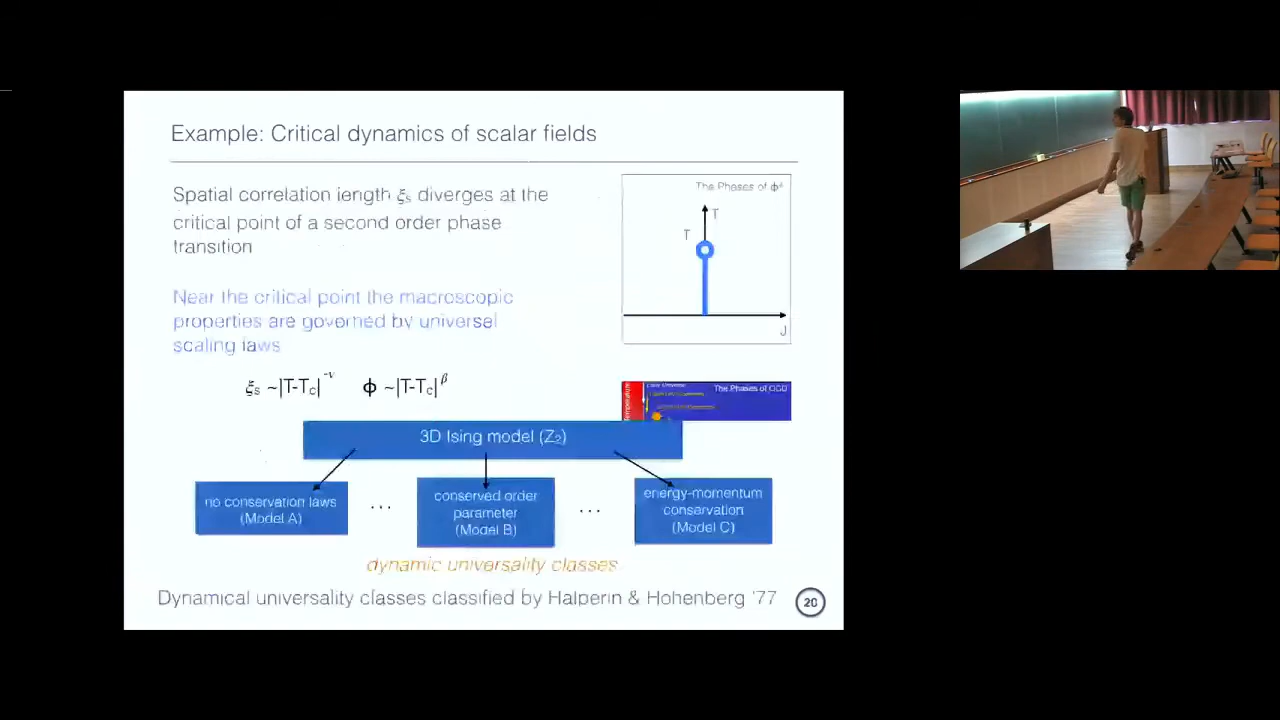 Example: Critical dynamics of scalar fields
Spatial correlation length ξs diverges at the
critical point of a second order phase
transition
The Phases of ϕ⁴
T
T
J
Near the critical point the macroscopic
properties are governed by universal
scaling laws
ξs ~|T-Tc|^-ν ϕ ~|T-Tc|^β
Temperature
The Phases of QCD
3D Ising model (Z2)
no conservation laws
(Model A)
...
conserved order
parameter
(Model B)
...
energy-momentum
conservation
(Model C)
dynamic universality classes
Dynamical universality classes classified by Halperin & Hohenberg '77
20